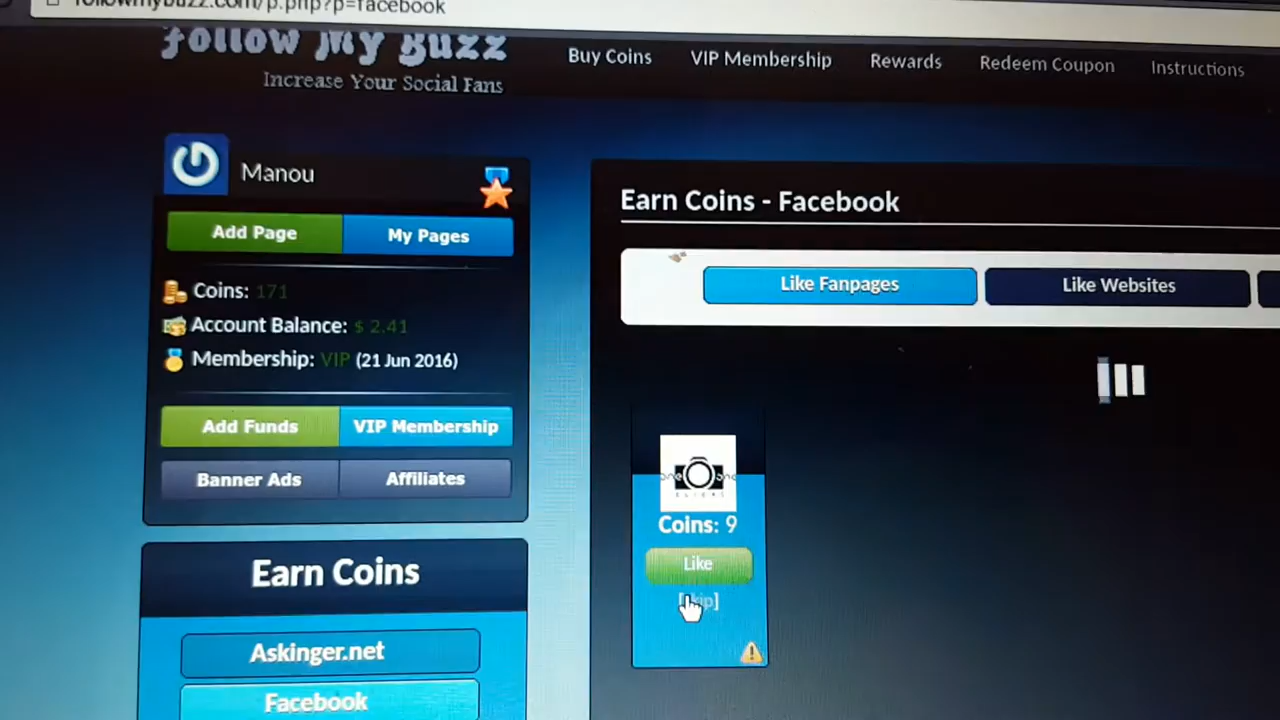 followmybuzz.com/p.php?p=facebook
Follow My Buzz
Increase Your Social Fans
Buy Coins
VIP Membership
Rewards
Redeem Coupon
Instructions
Manou
Add Page
My Pages
Coins: 171
Account Balance: $ 2.41
Membership: VIP (21 Jun 2016)
Add Funds
VIP Membership
Banner Ads
Affiliates
Earn Coins
Askinger.net
Facebook
Earn Coins - Facebook
Like Fanpages
Like Websites
Coins: 9
Like